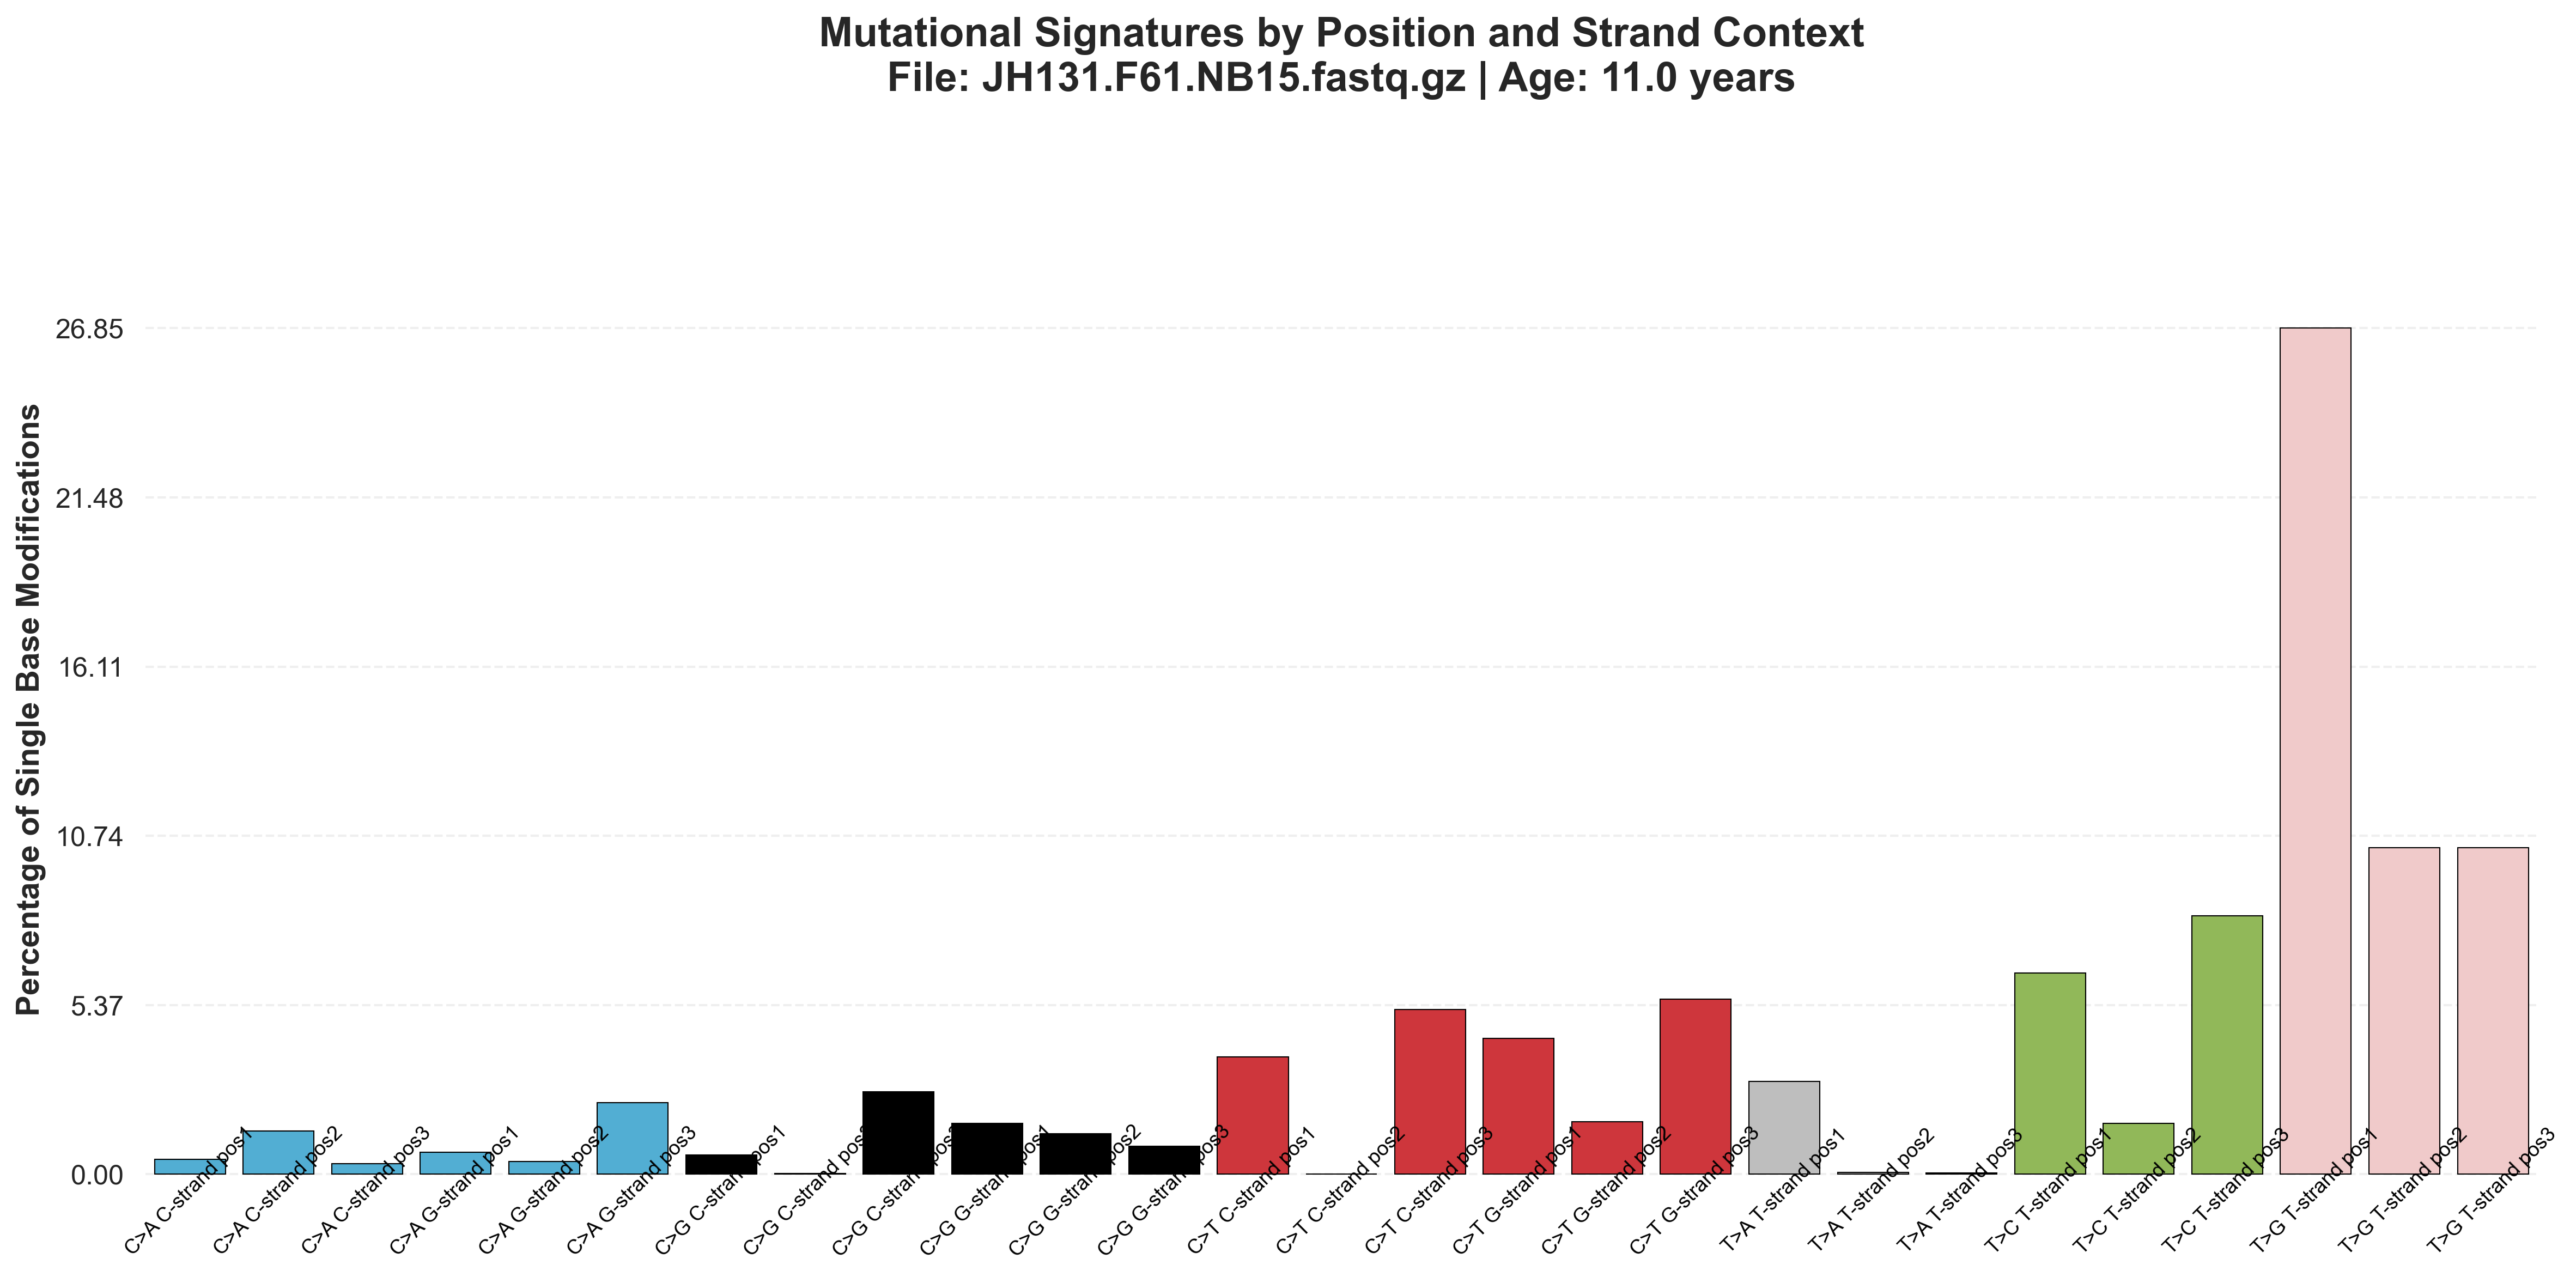 Mutational Signatures by Position and Strand Context
File: JH131.F61.NB15.fastq.gz | Age: 11.0 years
Percentage of Single Base Modifications
26.85
21.48
16.11
10.74
5.37
0.00
C>A C-strand pos1
C>A C-strand pos2
C>A C-strand pos3
C>A G-strand pos1
C>A G-strand pos2
C>A G-strand pos3
C>G C-strand pos1
C>G C-strand pos2
C>G C-strand pos3
C>G G-strand pos1
C>G G-strand pos2
C>G G-strand pos3
C>T C-strand pos1
C>T C-strand pos2
C>T C-strand pos3
C>T G-strand pos1
C>T G-strand pos2
C>T G-strand pos3
T>A T-strand pos1
T>A T-strand pos2
T>A T-strand pos3
T>C T-strand pos1
T>C T-strand pos2
T>C T-strand pos3
T>G T-strand pos1
T>G T-strand pos2
T>G T-strand pos3